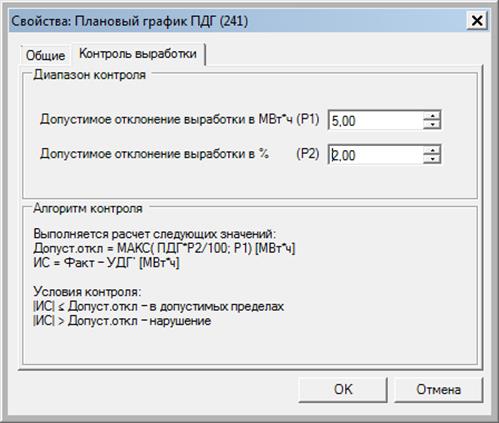 Свойства: Плановый график ПДГ (241)
Общие
Контроль выработки
Диапазон контроля
Допустимое отклонение выработки в МВт*ч (P1) 5,00
Допустимое отклонение выработки в % (P2) 2,00
Алгоритм контроля
Выполняется расчет следующих значений:
Допуст.откл = МАКС( ПДГ*P2/100; P1) [МВт*ч]
ИС = Факт – УДГ' [МВт*ч]
Условия контроля:
|ИС| ≤ Допуст.откл – в допустимых пределах
|ИС| > Допуст.откл – нарушение
OK
Отмена